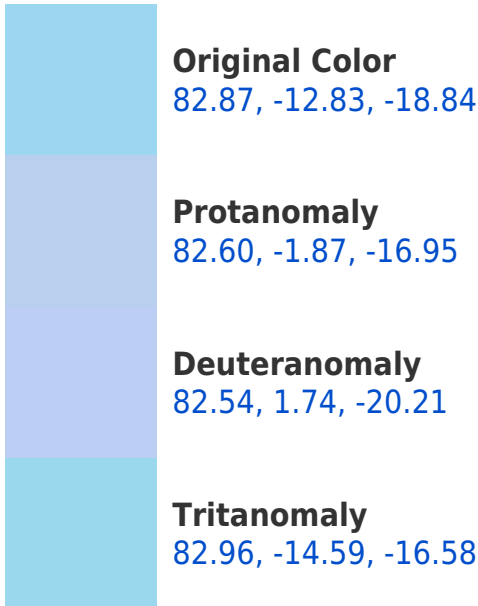 Original Color
82.87, -12.83, -18.84
Protanomaly
82.60, -1.87, -16.95
Deuteranomaly
82.54, 1.74, -20.21
Tritanomaly
82.96, -14.59, -16.58